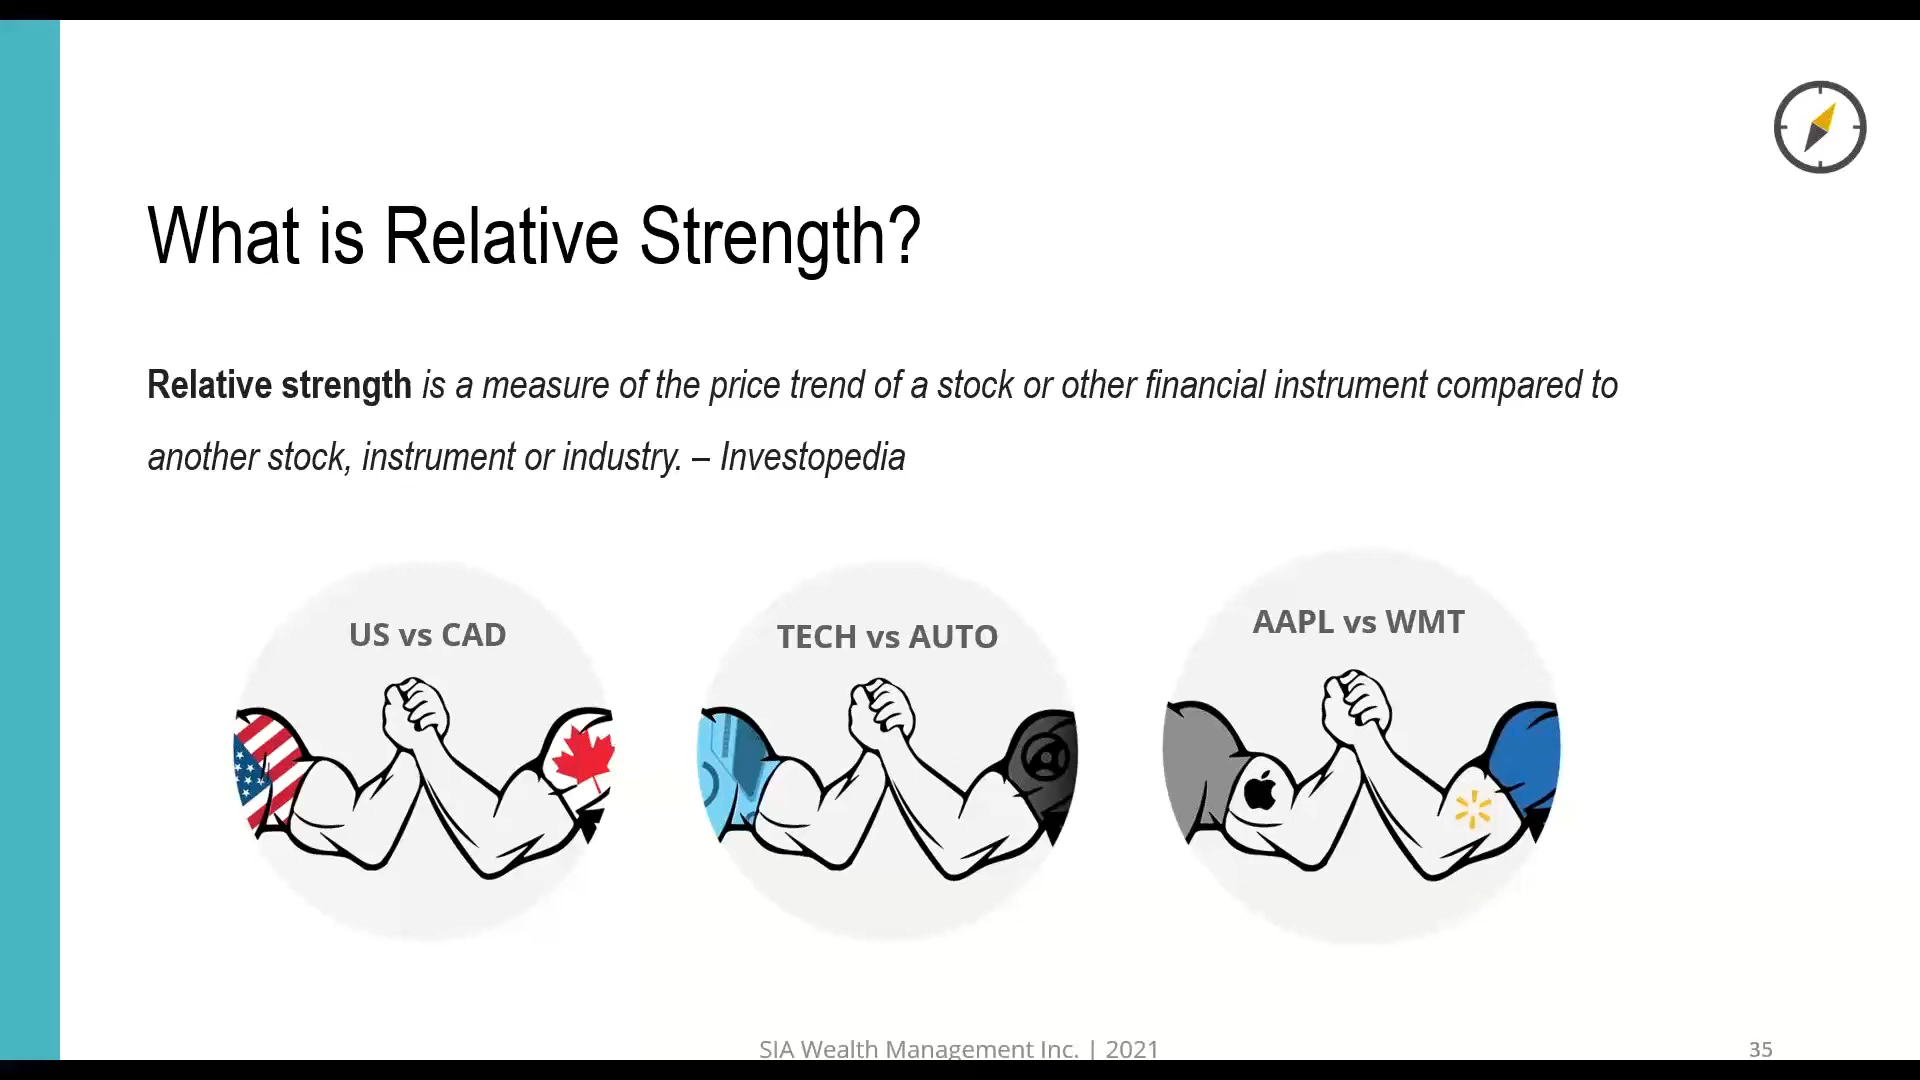 What is Relative Strength?
Relative strength is a measure of the price trend of a stock or other financial instrument compared to
another stock, instrument or industry. – Investopedia
US vs CAD
TECH vs AUTO
AAPL vs WMT
SIA Wealth Management Inc. | 2021
35